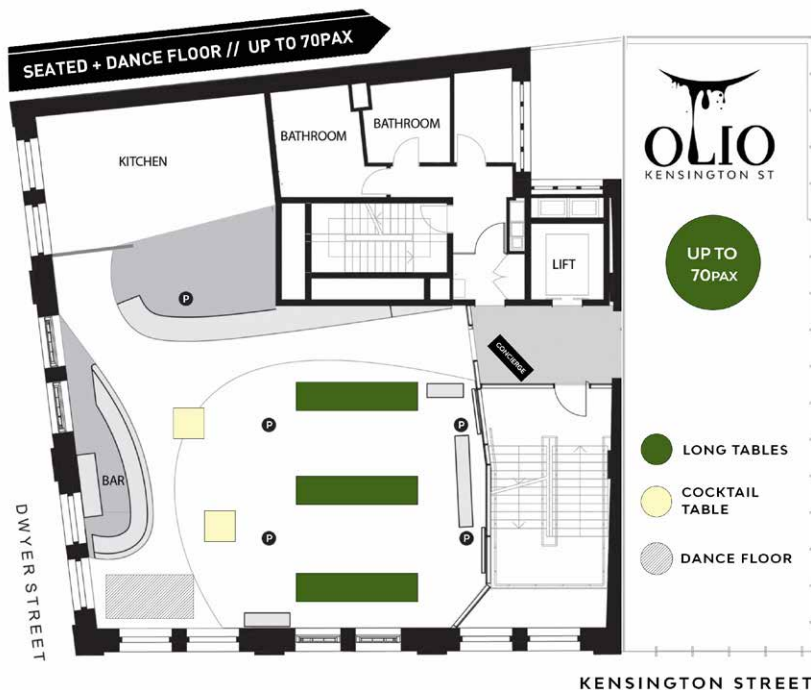 SEATED + DANCE FLOOR // UP TO 70PAX
OLIO
KENSINGTON ST
BATHROOM
BATHROOM
KITCHEN
UP TO
70PAX
LIFT
P
CONCIERGE
P
P
LONG TABLES
BAR
COCKTAIL
TABLE
P
P
DANCE FLOOR
DWYER STREET
KENSINGTON STREET